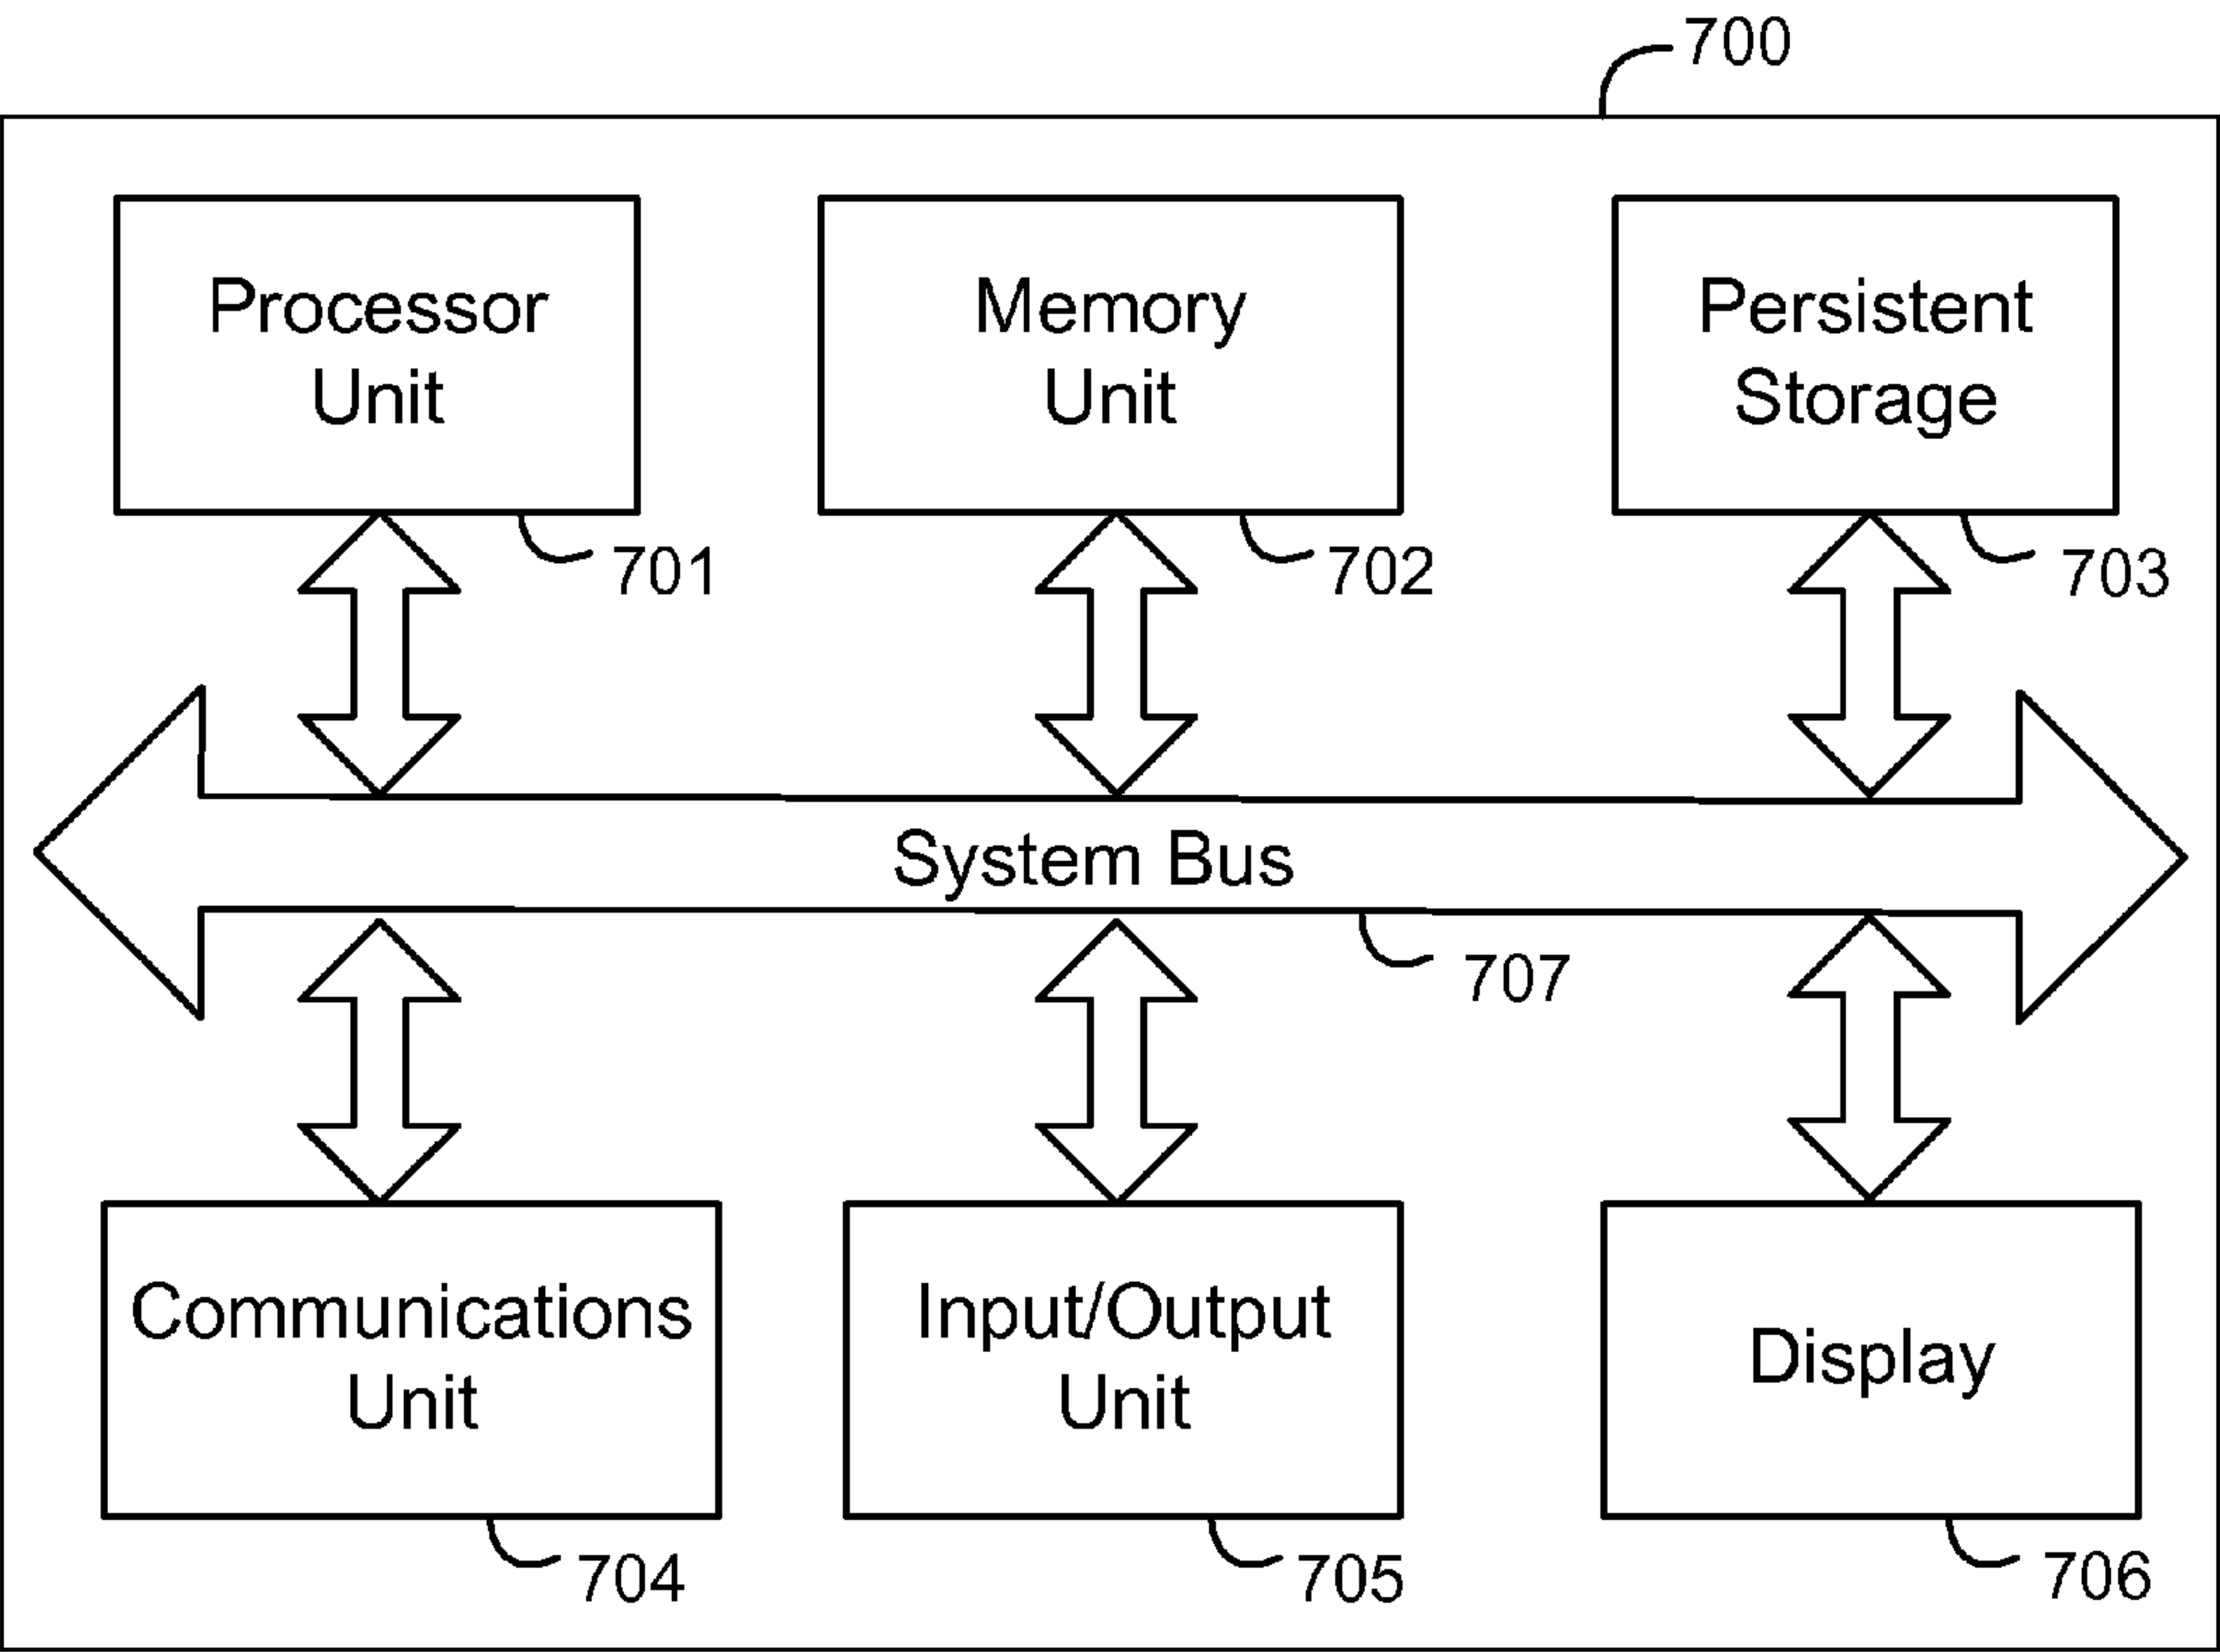 700
Processor
Unit
701
Memory
Unit
702
Persistent
Storage
703
System Bus
707
Communications
Unit
704
Input/Output
Unit
705
Display
706